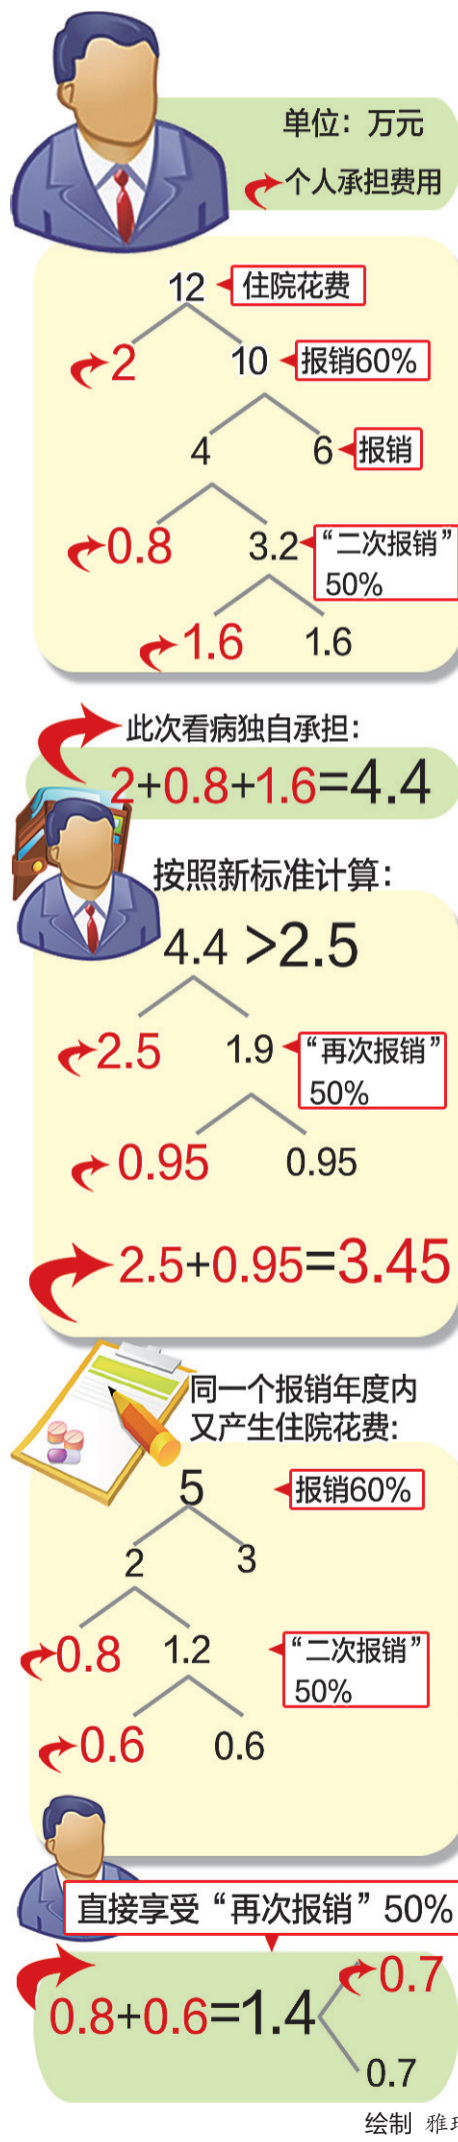 单位：万元
个人承担费用
12 住院花费
2 10 报销60%
4 6 报销
0.8 3.2 “二次报销”
50%
1.6 1.6
此次看病独自承担：
2+0.8+1.6=4.4
按照新标准计算：
4.4 >2.5
2.5 1.9 “再次报销”
50%
0.95 0.95
2.5+0.95=3.45
同一个报销年度内
又产生住院花费：
5 报销60%
2 3
0.8 1.2 “二次报销”
50%
0.6 0.6
直接享受“再次报销”50%
0.7
0.8+0.6=1.4
0.7
绘制 雅